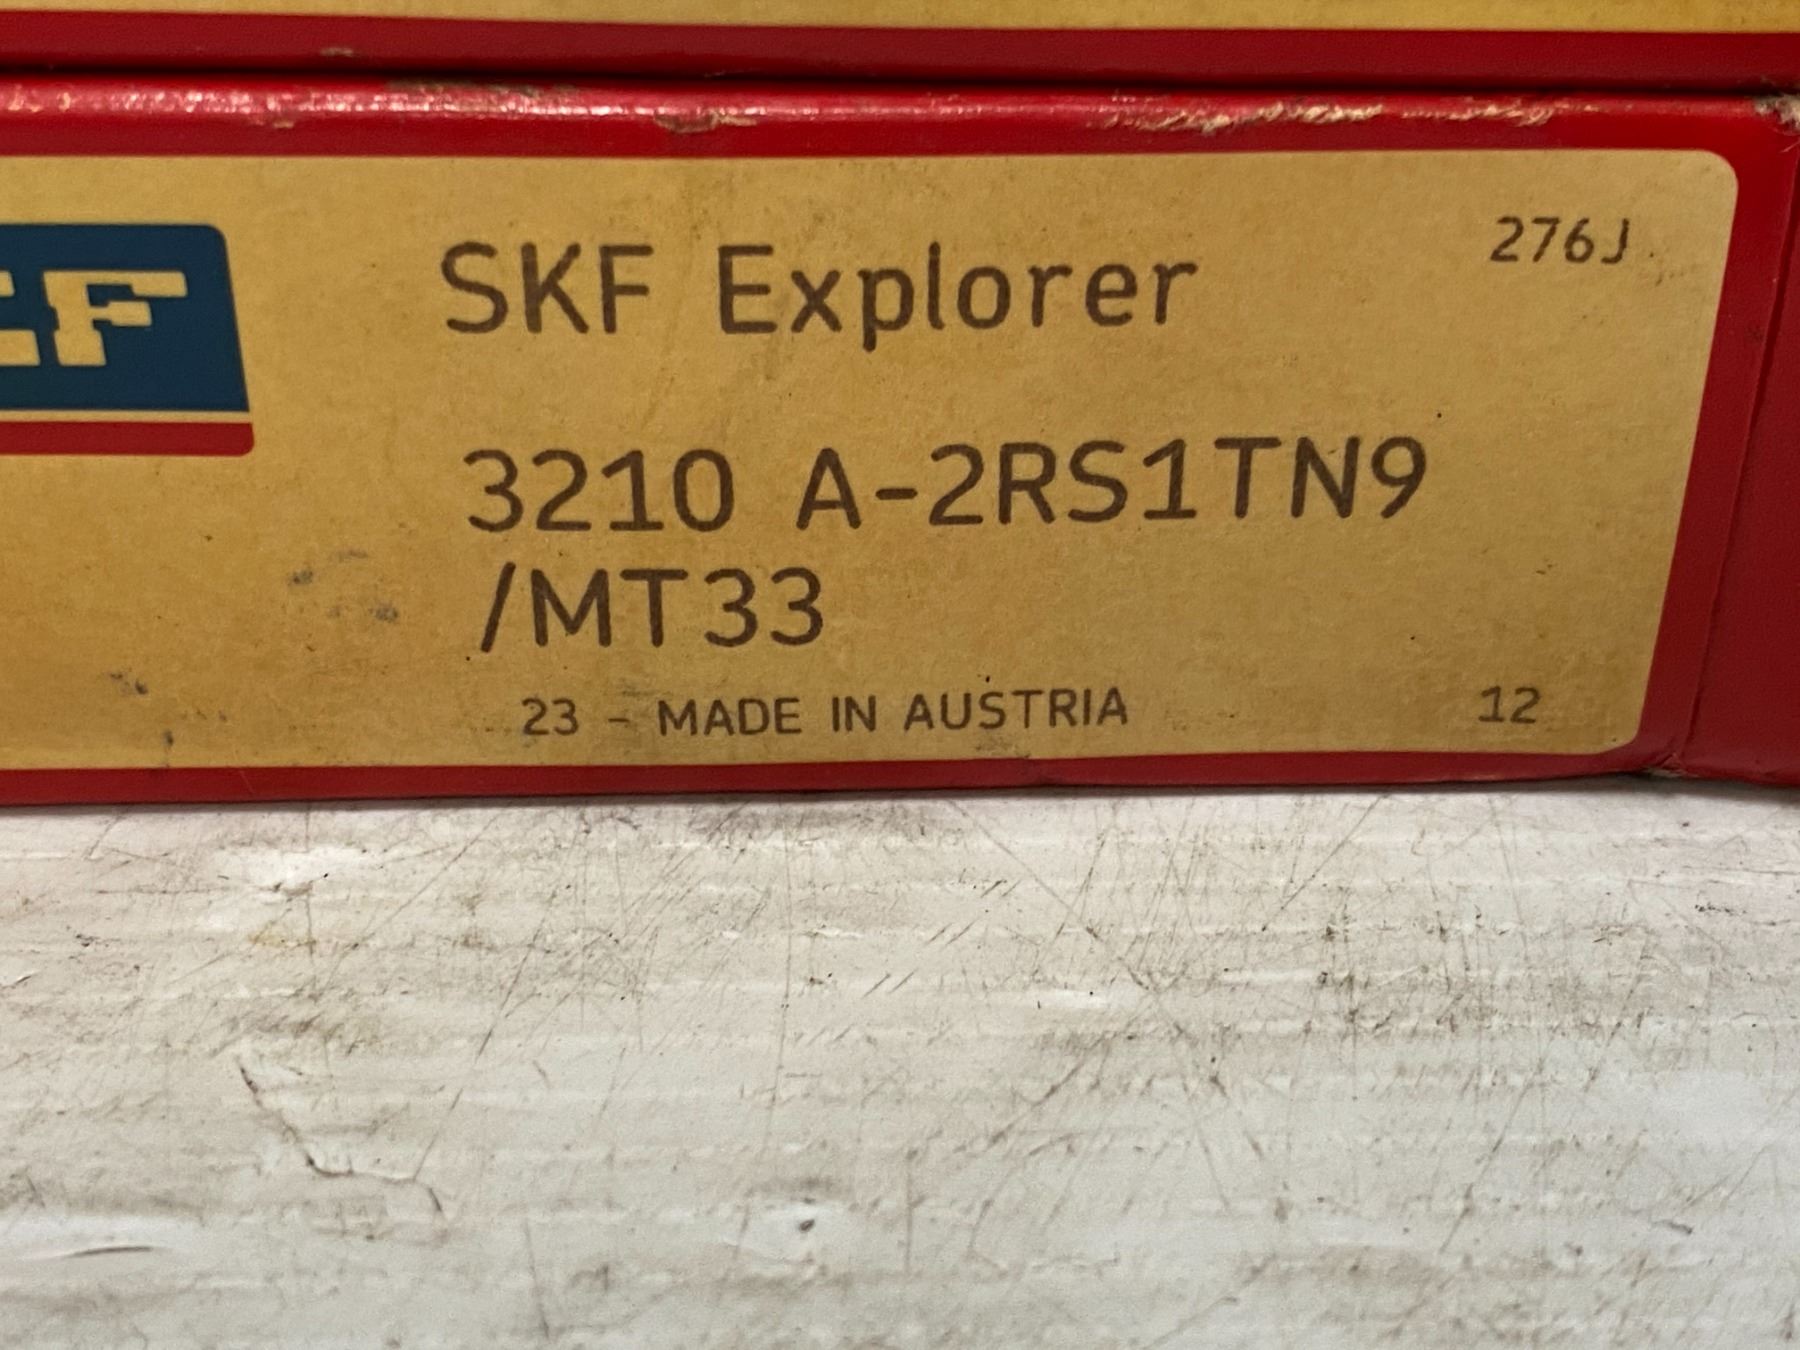 SKF Explorer
276J
3210 A-2RS1TN9
/MT33
23 - MADE IN AUSTRIA
12